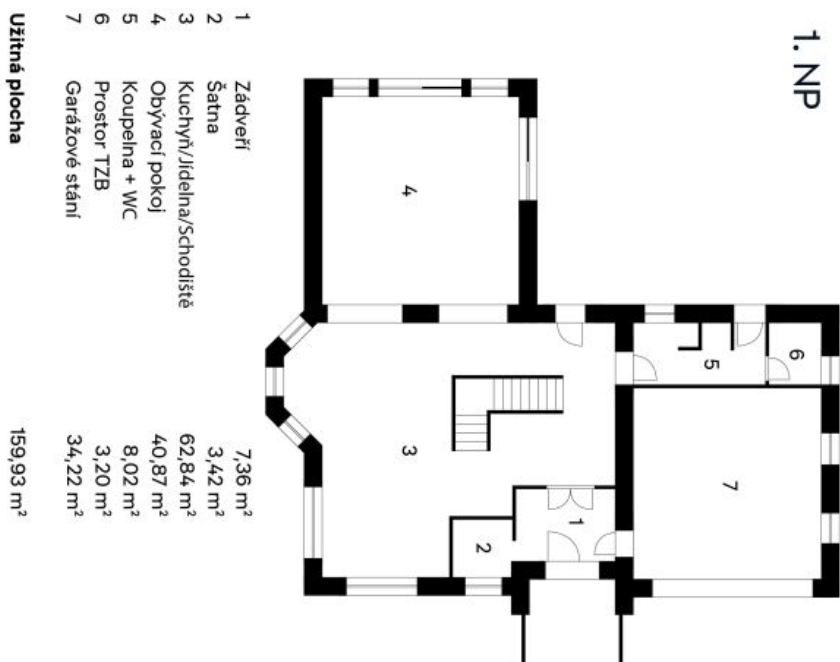 1. NP
1 Zádveří 7,36 m²
2 Šatna 3,42 m²
3 Kuchyň/Jídelna/Schodiště 62,84 m²
4 Obývací pokoj 40,87 m²
5 Koupelna + WC 8,02 m²
6 Prostor TZB 3,20 m²
7 Garážové stání 34,22 m²
Užitná plocha 159,93 m²
4
6
5
3
7
1
2